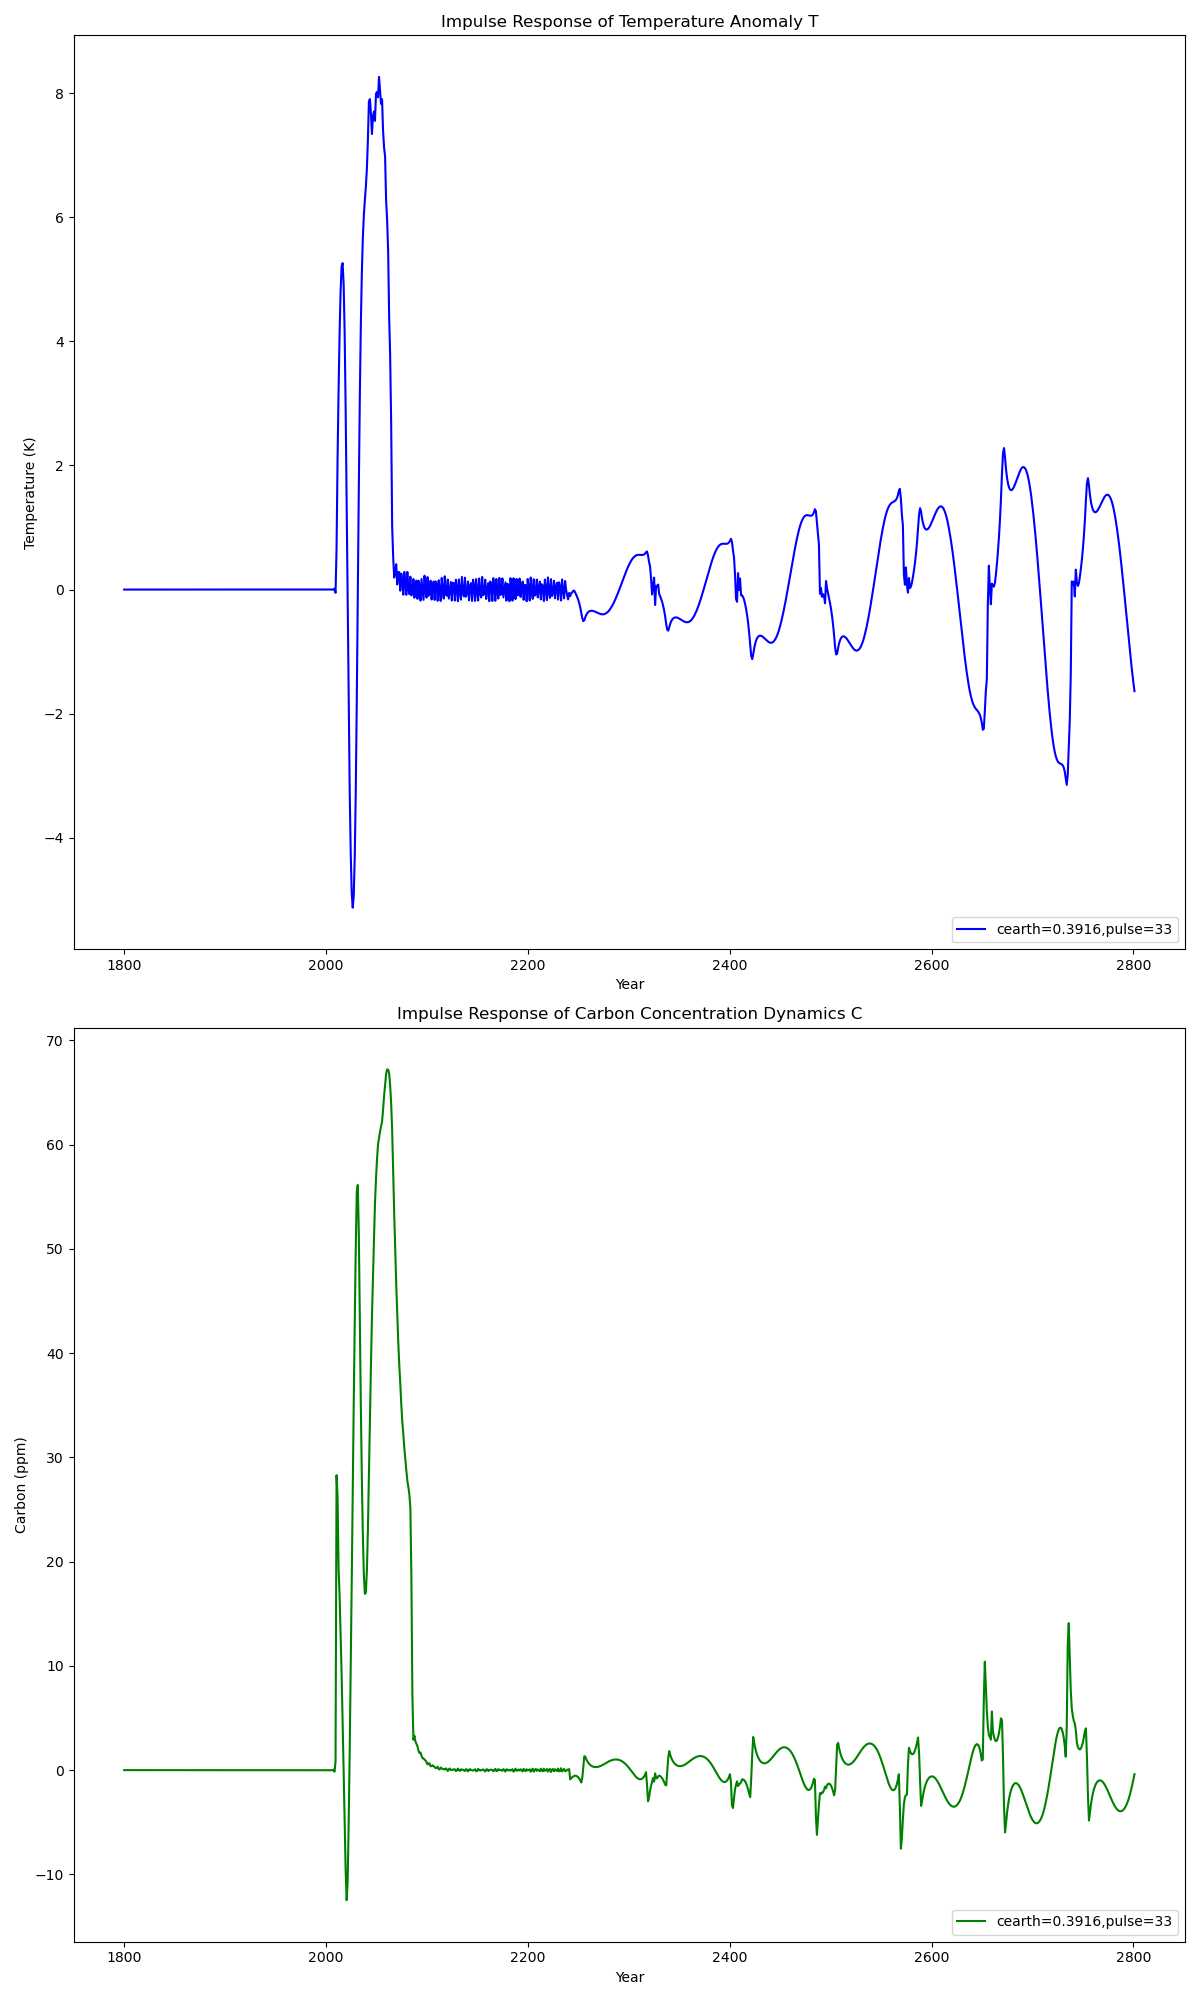 Impulse Response of Temperature Anomaly T
Temperature (K)
8
6
4
2
0
−2
−4
cearth=0.3916,pulse=33
1800 2000 2200 2400 2600 2800
Year
Impulse Response of Carbon Concentration Dynamics C
Carbon (ppm)
70
60
50
40
30
20
10
0
−10
cearth=0.3916,pulse=33
1800 2000 2200 2400 2600 2800
Year